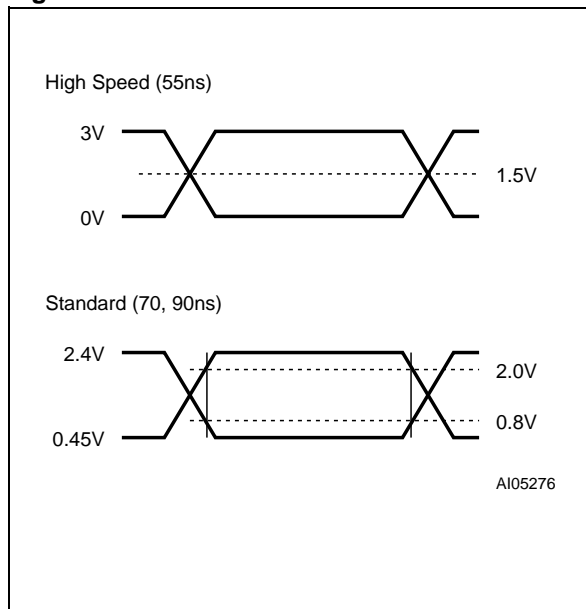 High Speed (55ns)
3V
1.5V
0V
Standard (70, 90ns)
2.4V
2.0V
0.8V
0.45V
AI05276